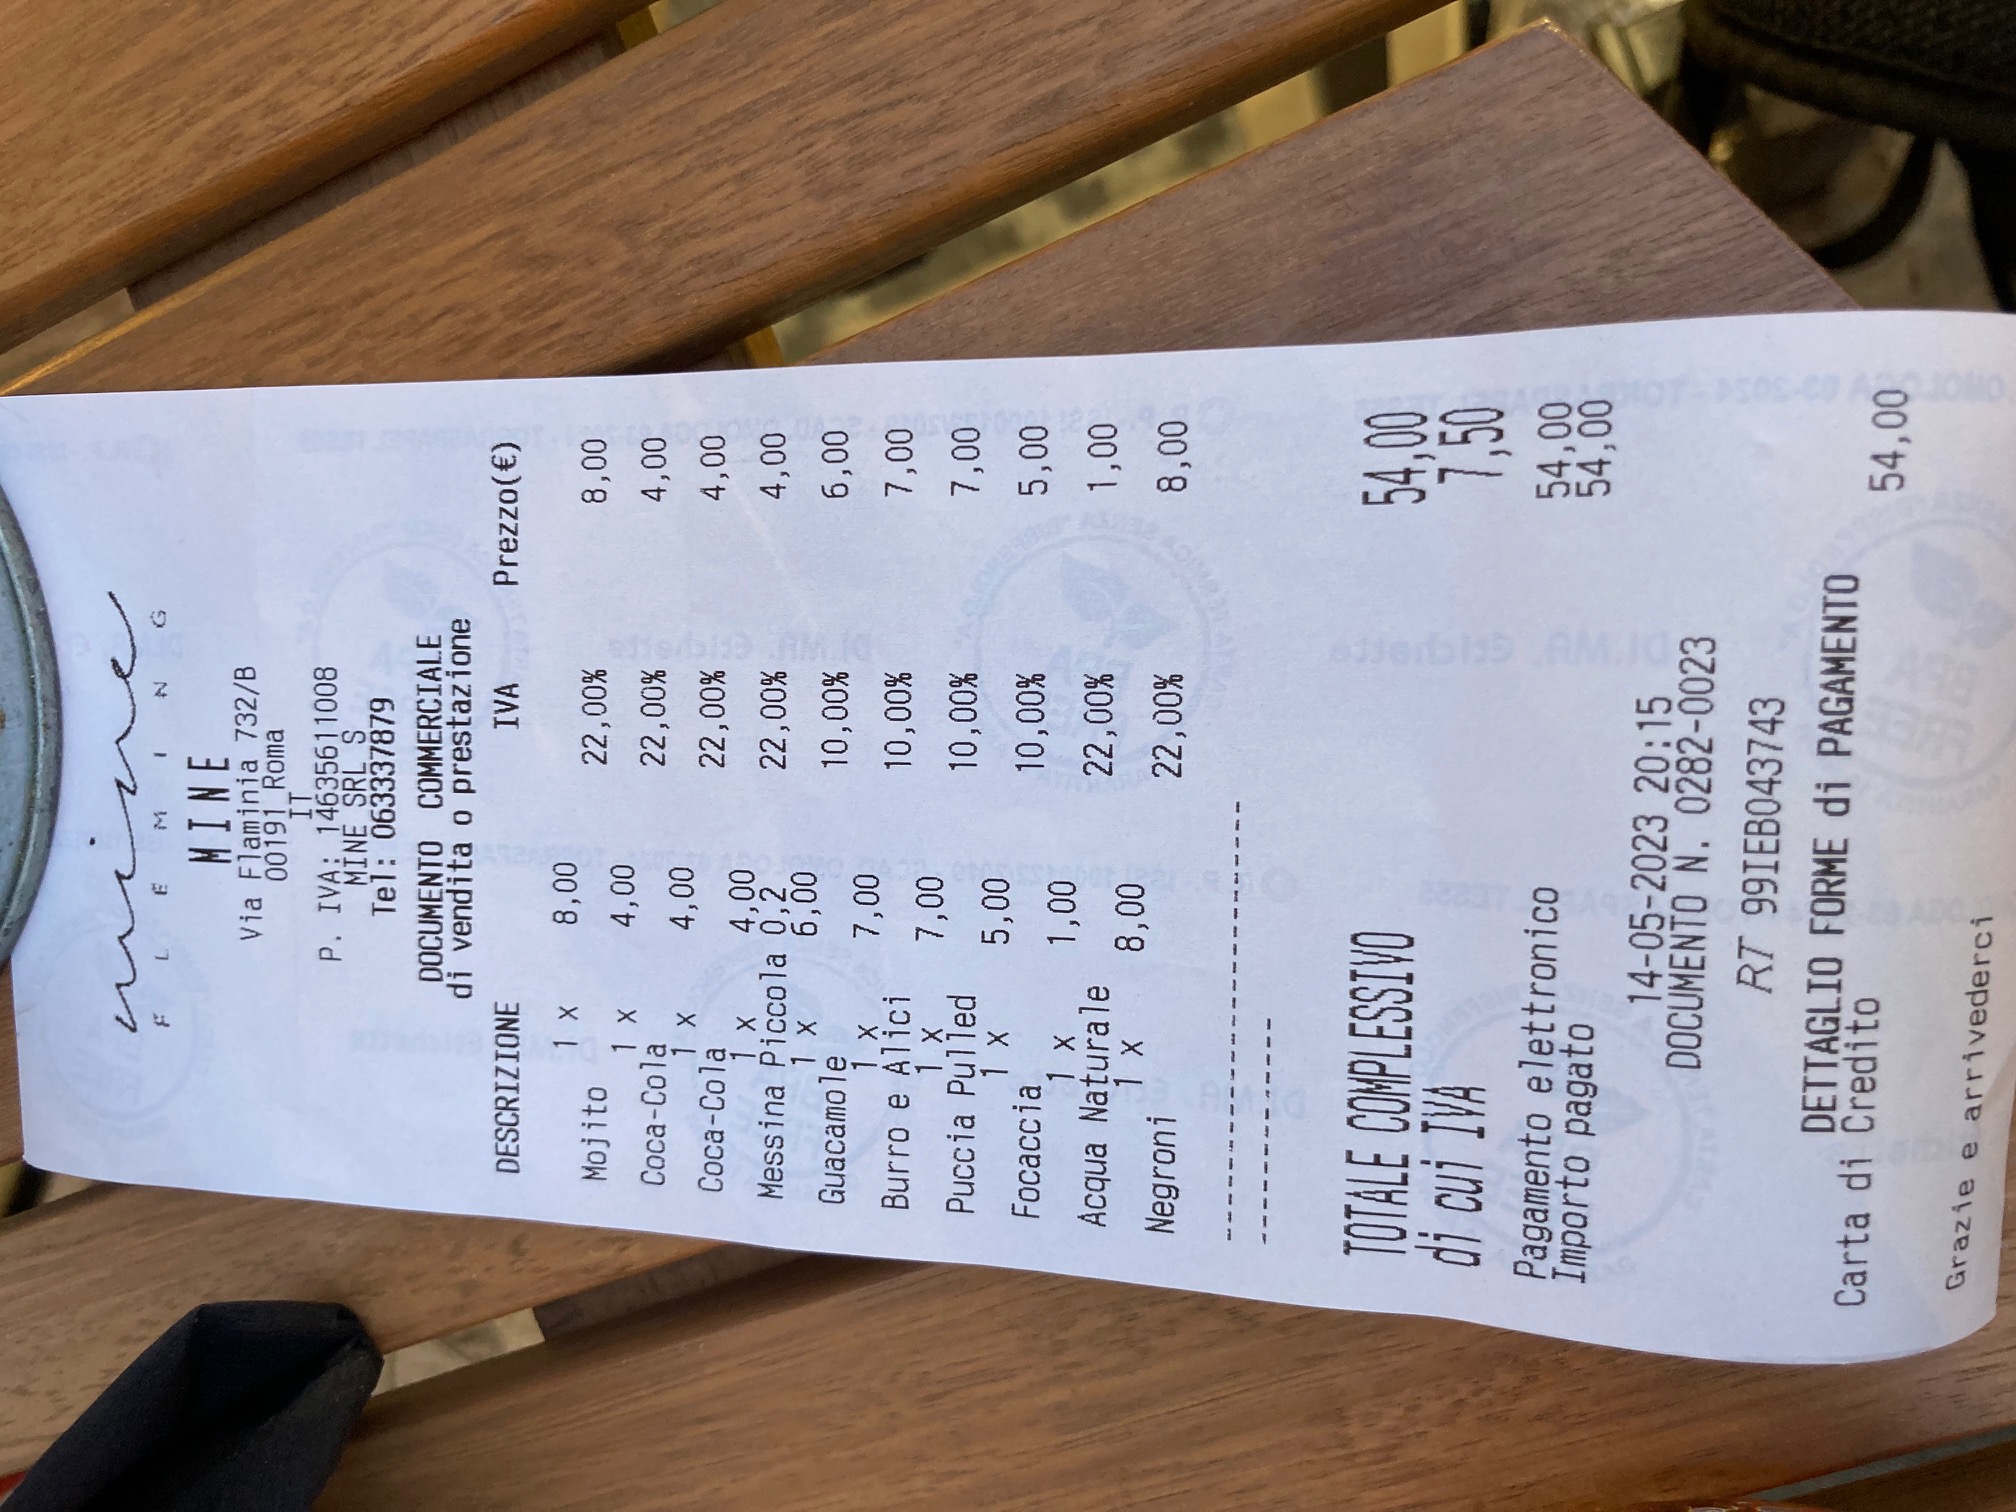 mine
FLEMING
MINE
Via Flaminia 732/B
00191 Roma
IT
P. IVA: 14635611008
MINE SRL S
Tel: 0633337879
DOCUMENTO COMMERCIALE
di vendita o prestazione
DESCRIZIONE IVA Prezzo(€)
1 x 8,00
Mojito 22,00% 8,00
1 x 4,00
Coca-Cola 22,00% 4,00
1 x 4,00
Coca-Cola 22,00% 4,00
1 x 4,00
Messina Piccola 0,2 22,00% 4,00
1 x 6,00
Guacamole 10,00% 6,00
1 x 7,00
Burro e Alici 10,00% 7,00
1 x 7,00
Puccia Pulled 10,00% 7,00
1 x 5,00
Focaccia 10,00% 5,00
1 x 1,00
Acqua Naturale 22,00% 1,00
1 x 8,00
Negroni 22,00% 8,00
TOTALE COMPLESSIVO 54,00
di cui IVA 7,50
Pagamento elettronico 54,00
Importo pagato 54,00
14-05-2023 20:15
DOCUMENTO N. 0282-0023
RT 99IEB043743
DETTAGLIO FORME di PAGAMENTO
Carta di Credito 54,00
Grazie e arrivederci